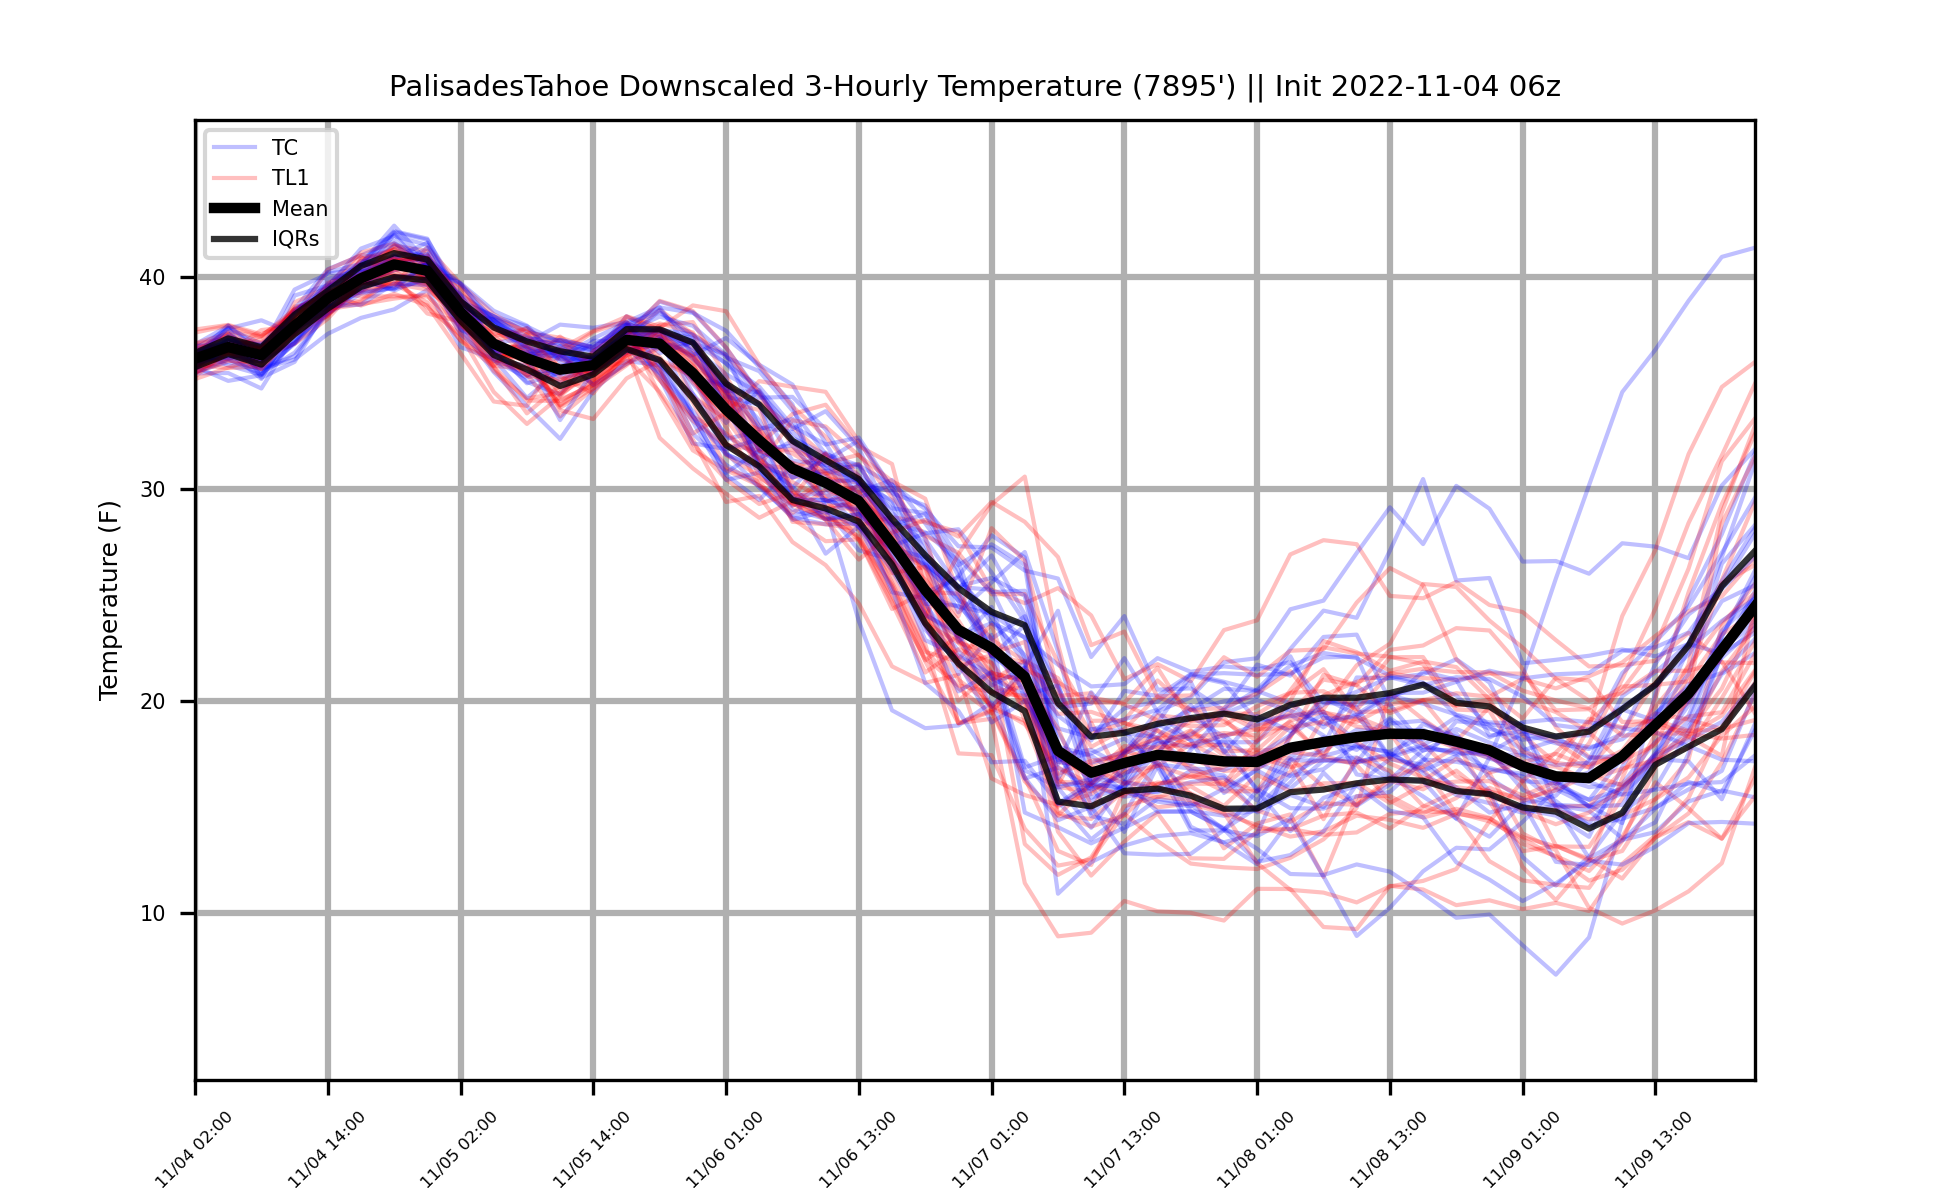 PalisadesTahoe Downscaled 3-Hourly Temperature (7895') || Init 2022-11-04 06z
TC
TL1
Mean
IQRs
Temperature (F)
40
30
20
10
11/04 02:00
11/04 14:00
11/05 02:00
11/05 14:00
11/06 01:00
11/06 13:00
11/07 01:00
11/07 13:00
11/08 01:00
11/08 13:00
11/09 01:00
11/09 13:00